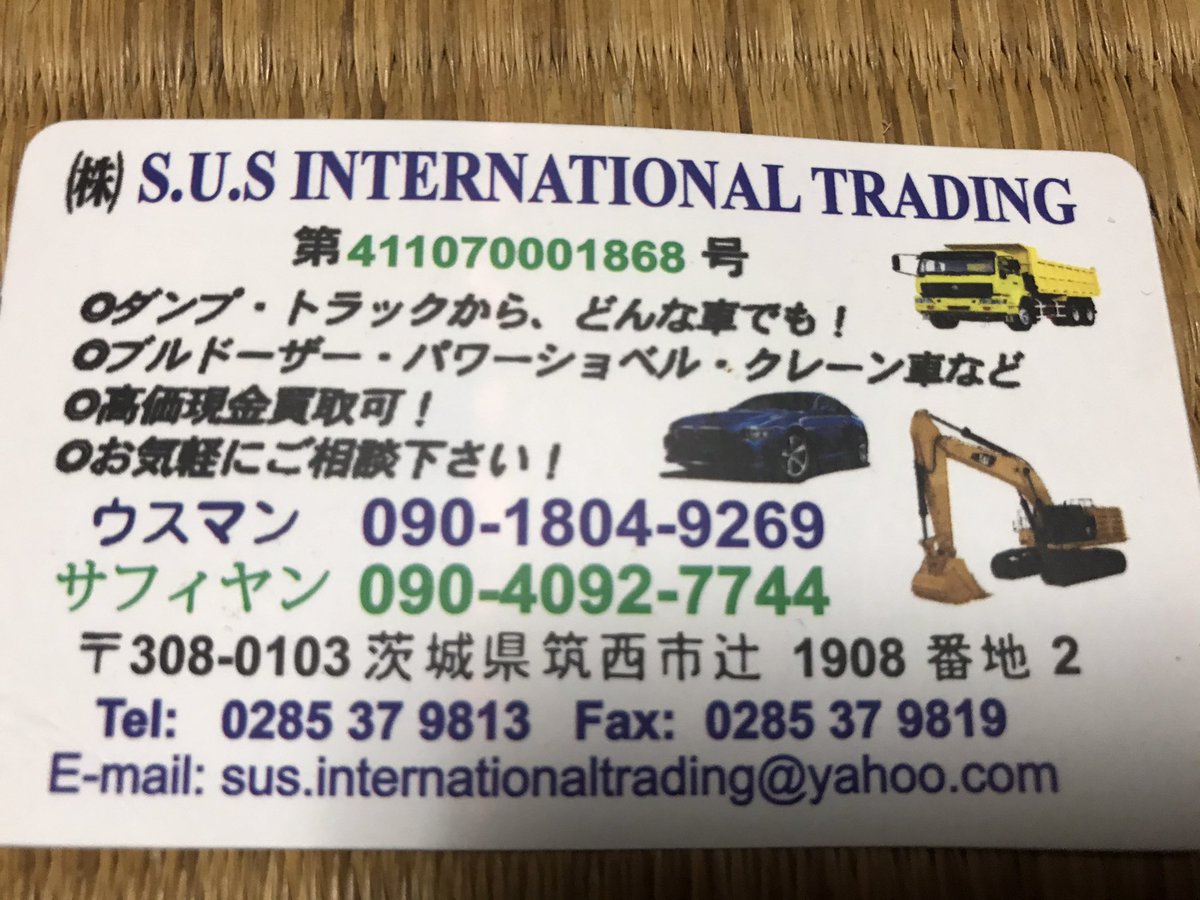 ㈱ S.U.S INTERNATIONAL TRADING
第411070001868号
◎ダンプ・トラックから、どんな車でも！
◎ブルドーザー・パワーショベル・クレーン車など
◎高価現金買取可！
◎お気軽にご相談下さい！
ウスマン 090-1804-9269
サフィヤン 090-4092-7744
〒308-0103茨城県筑西市辻 1908 番地 2
Tel: 0285 37 9813 Fax: 0285 37 9819
E-mail: sus.internationaltrading@yahoo.com